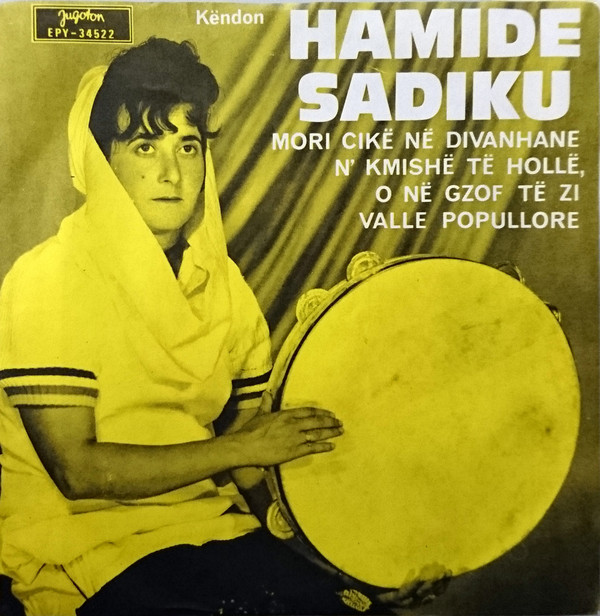 Jugoton
EPY-34522
Këndon
HAMIDE
SADIKU
MORI CIKË NË DIVANHANE
N' KMISHË TË HOLLË,
O NË GZOF TË ZI
VALLE POPULLORE